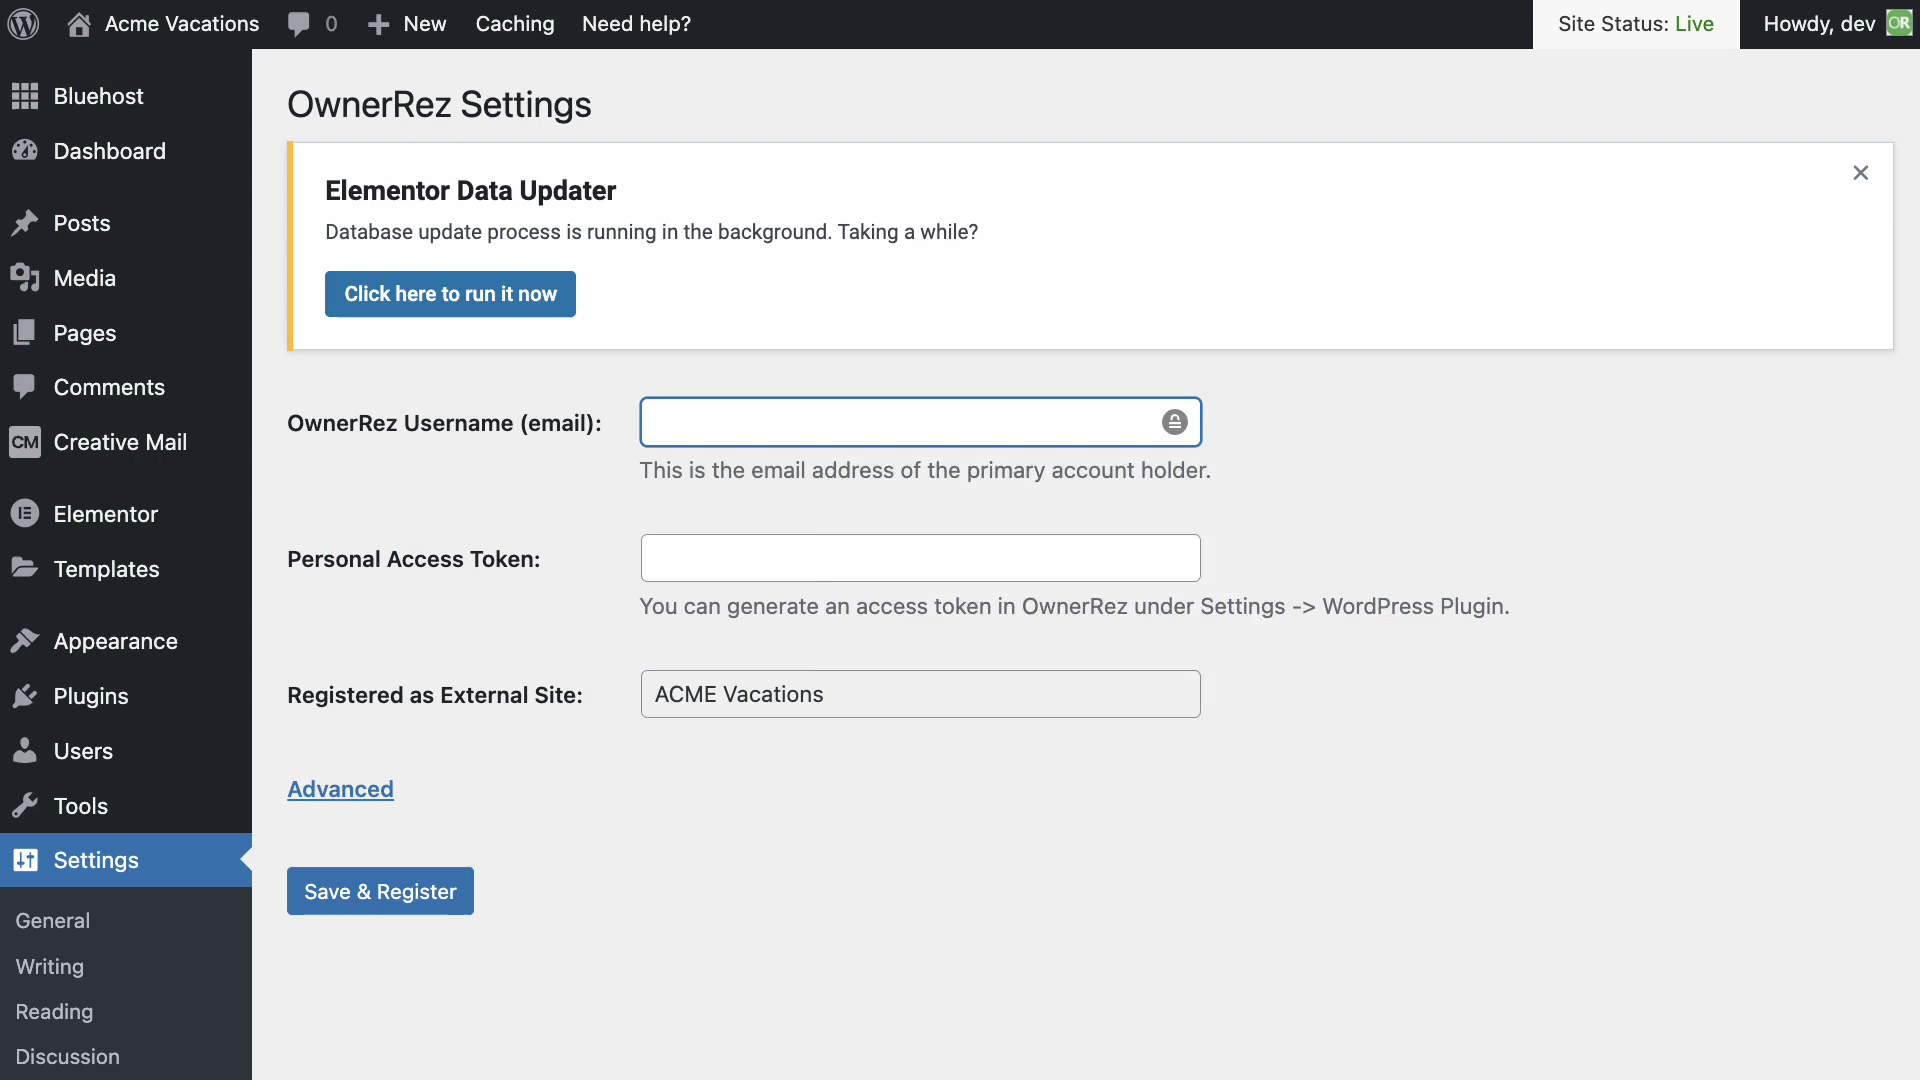 Acme Vacations 0 New Caching Need help? Site Status: Live Howdy, dev OR
Bluehost
Dashboard
Posts
Media
Pages
Comments
CM Creative Mail
Elementor
Templates
Appearance
Plugins
Users
Tools
Settings
General
Writing
Reading
Discussion
OwnerRez Settings
Elementor Data Updater
Database update process is running in the background. Taking a while?
Click here to run it now
OwnerRez Username (email):
This is the email address of the primary account holder.
Personal Access Token:
You can generate an access token in OwnerRez under Settings -> WordPress Plugin.
Registered as External Site: ACME Vacations
Advanced
Save & Register